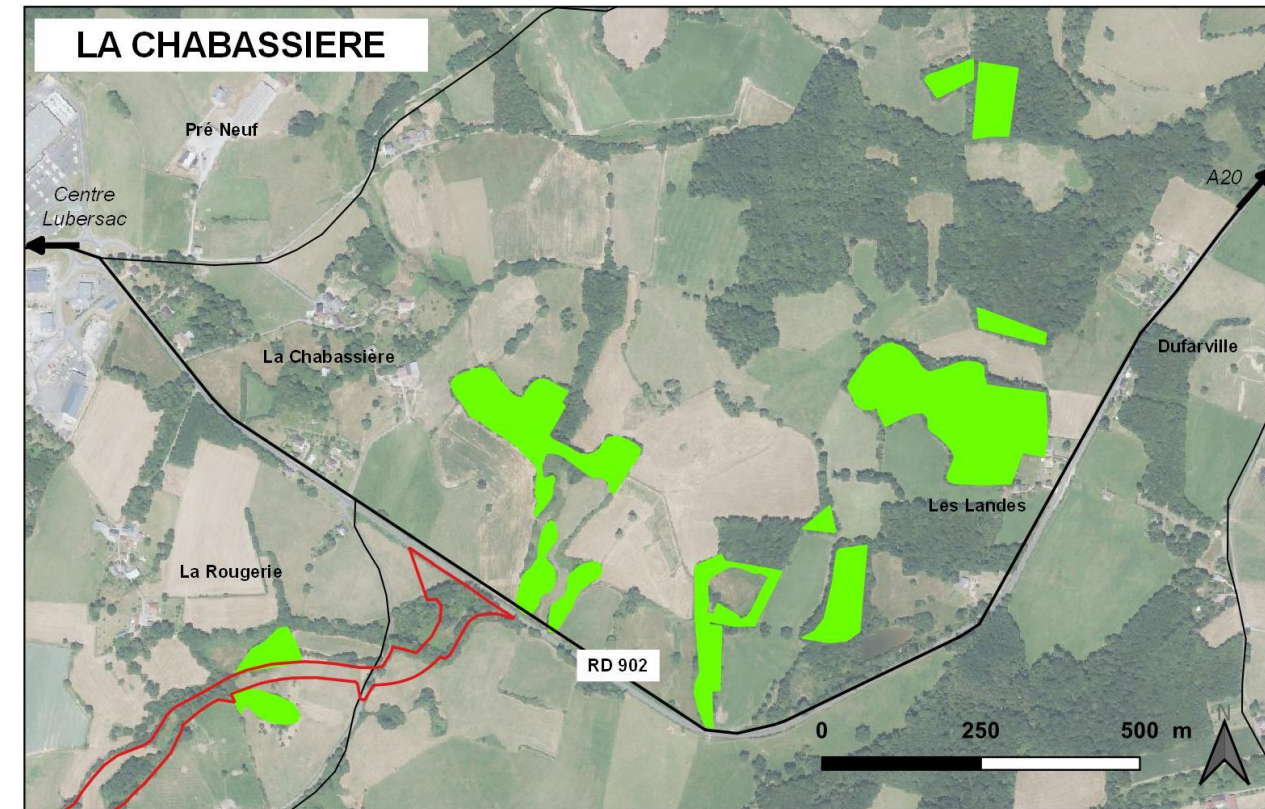 LA CHABASSIERE
Pré Neuf
Centre
Lubersac
A20
La Chabassière
Dufarville
Les Landes
La Rougerie
RD 902
0 250 500 m
N